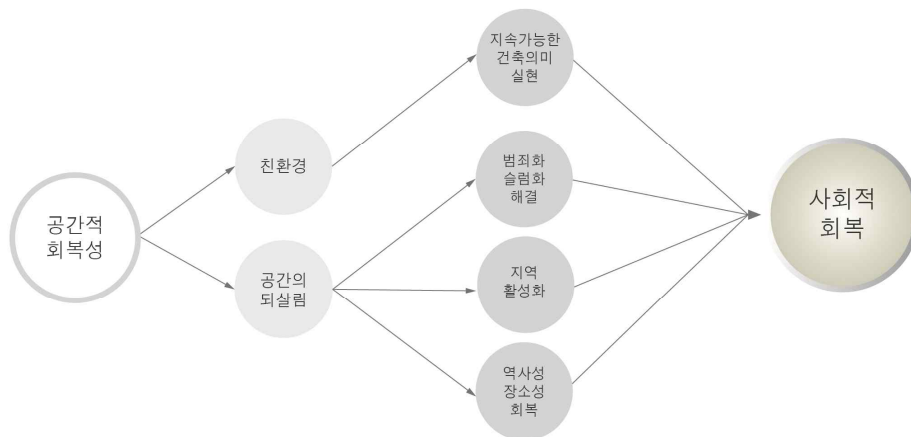 공간적
회복성
친환경
공간의
되살림
지속가능한
건축의미
실현
범죄화
슬럼화
해결
지역
활성화
역사성
장소성
회복
사회적
회복